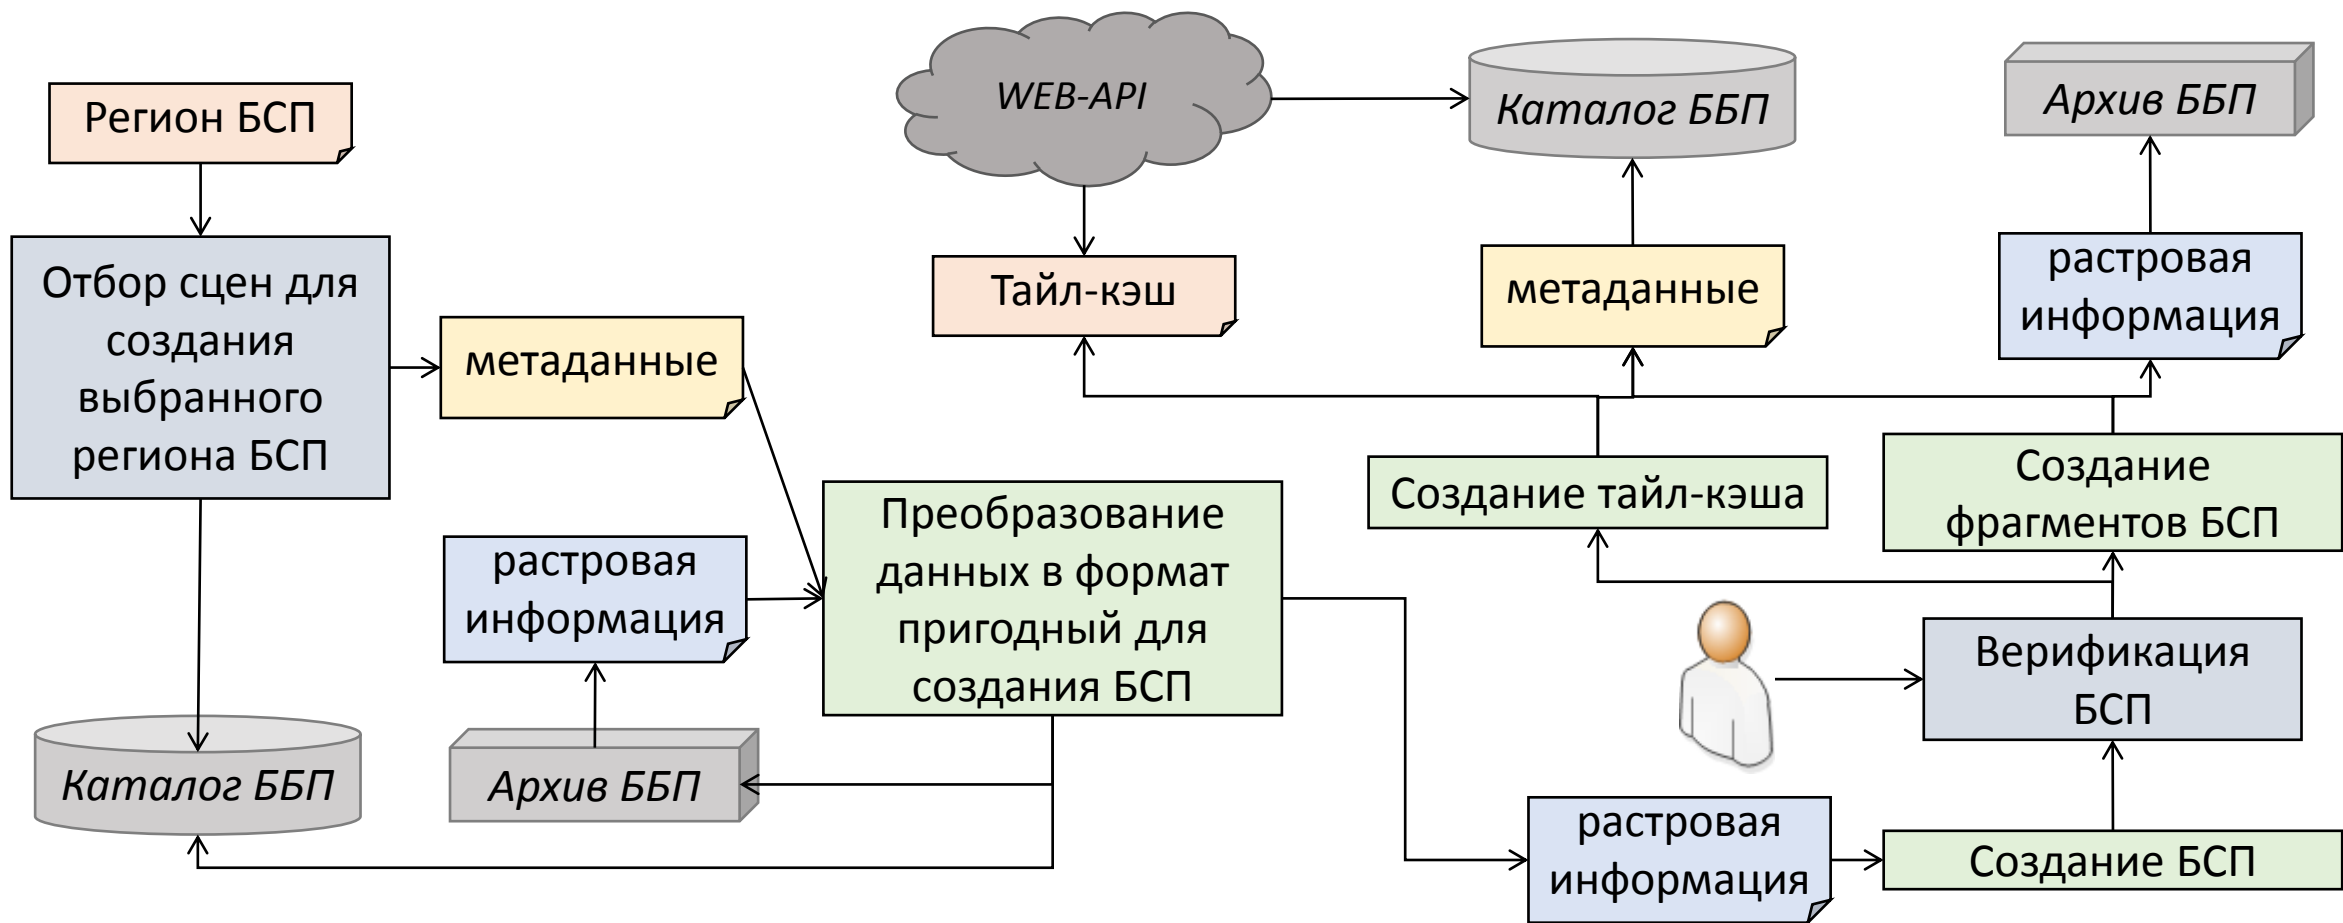 Регион БСП
Отбор сцен для
создания
выбранного
региона БСП
метаданные
растровая
информация
Каталог ББП
Архив ББП
Преобразование
данных в формат
пригодный для
создания БСП
WEB-API
Тайл-кэш
Каталог ББП
метаданные
Архив ББП
растровая
информация
Создание тайл-кэша
Создание
фрагментов БСП
Верификация
БСП
растровая
информация
Создание БСП